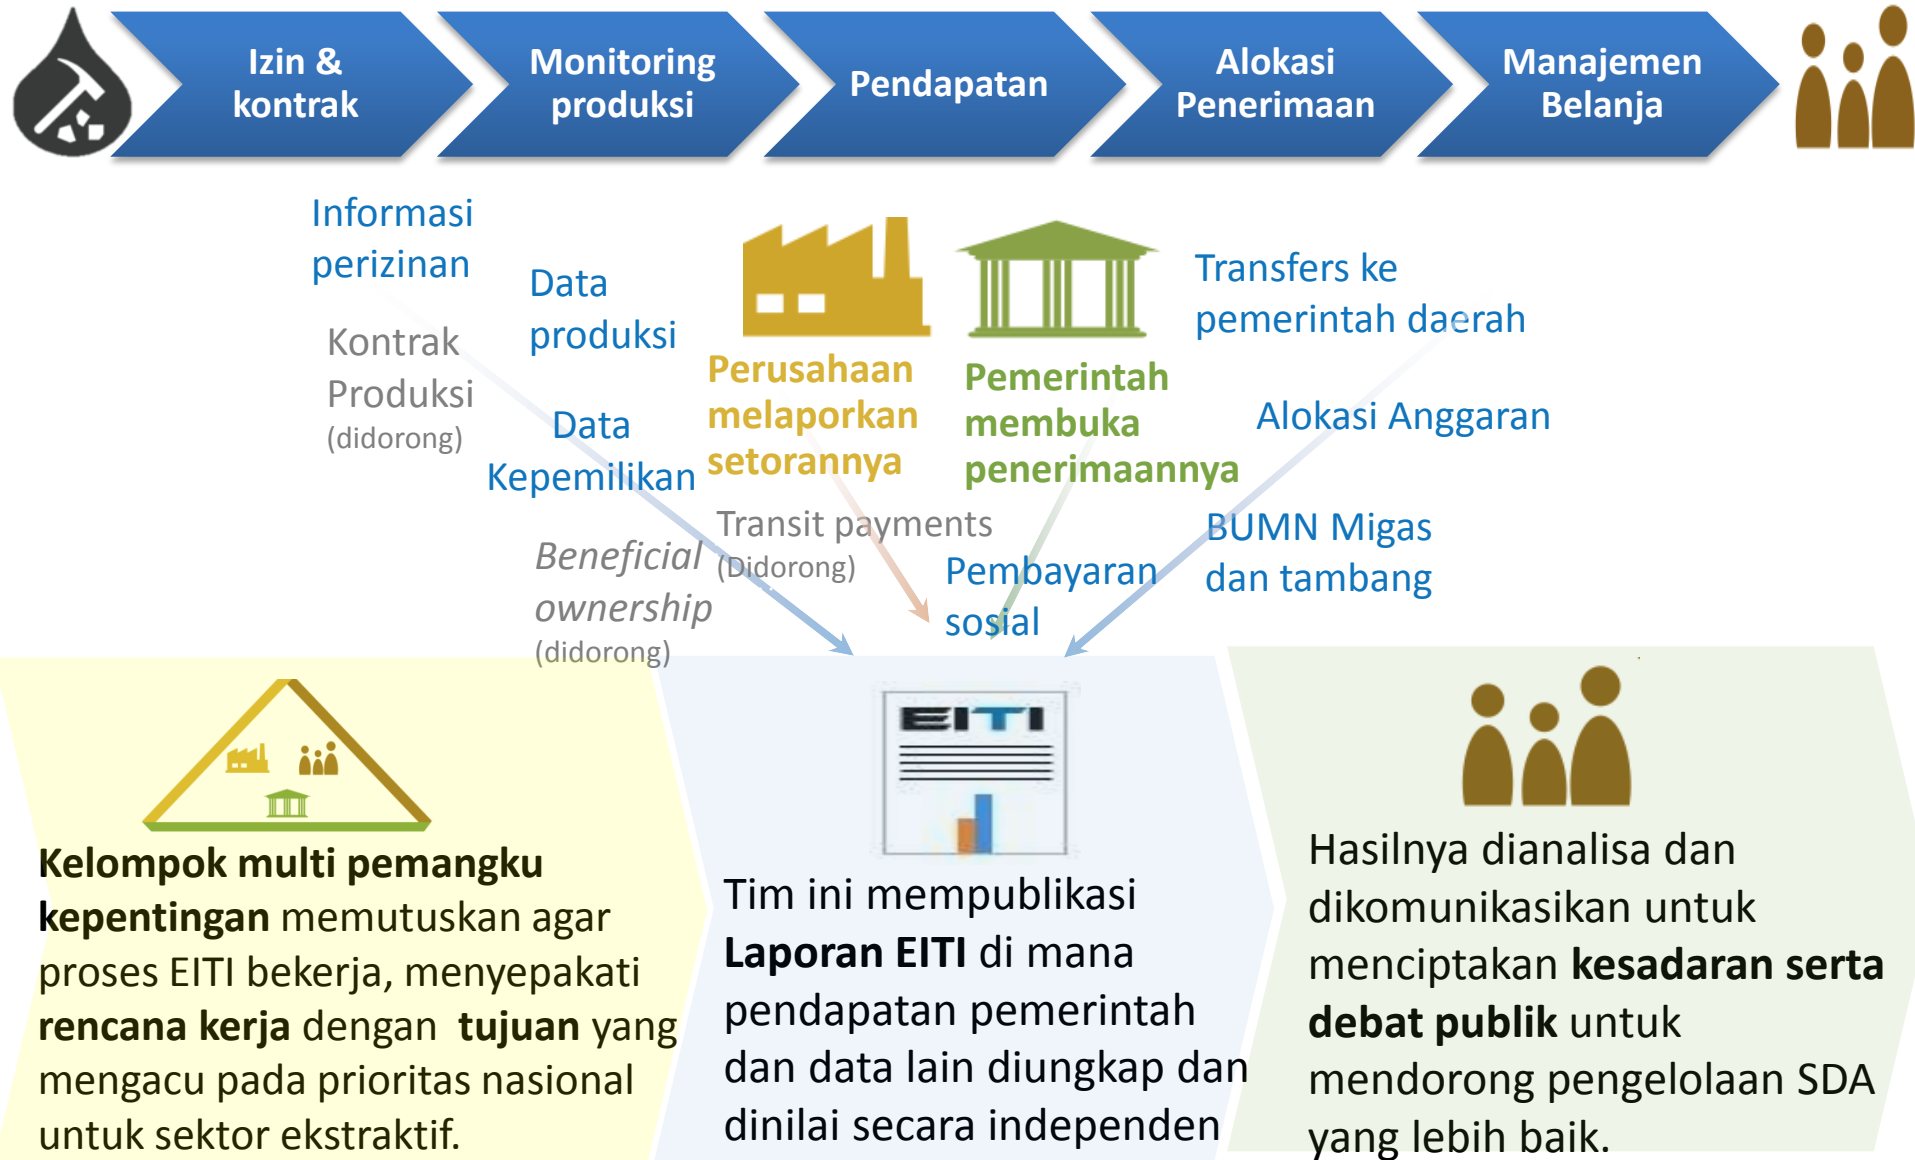 Izin &
kontrak
Monitoring
produksi
Pendapatan
Alokasi
Penerimaan
Manajemen
Belanja
Informasi
perizinan
Kontrak
Produksi
(didorong)
Data
produksi
Data
Kepemilikan
Beneficial
ownership
(didorong)
Perusahaan
melaporkan
setorannya
Transit payments
(Didorong)
Pemerintah
membuka
penerimaannya
Pembayaran
sosial
Transfers ke
pemerintah daerah
Alokasi Anggaran
BUMN Migas
dan tambang
Kelompok multi pemangku
kepentingan memutuskan agar
proses EITI bekerja, menyepakati
rencana kerja dengan tujuan yang
mengacu pada prioritas nasional
untuk sektor ekstraktif.
EITI
Tim ini mempublikasi
Laporan EITI di mana
pendapatan pemerintah
dan data lain diungkap dan
dinilai secara independen
Hasilnya dianalisa dan
dikomunikasikan untuk
menciptakan kesadaran serta
debat publik untuk
mendorong pengelolaan SDA
yang lebih baik.